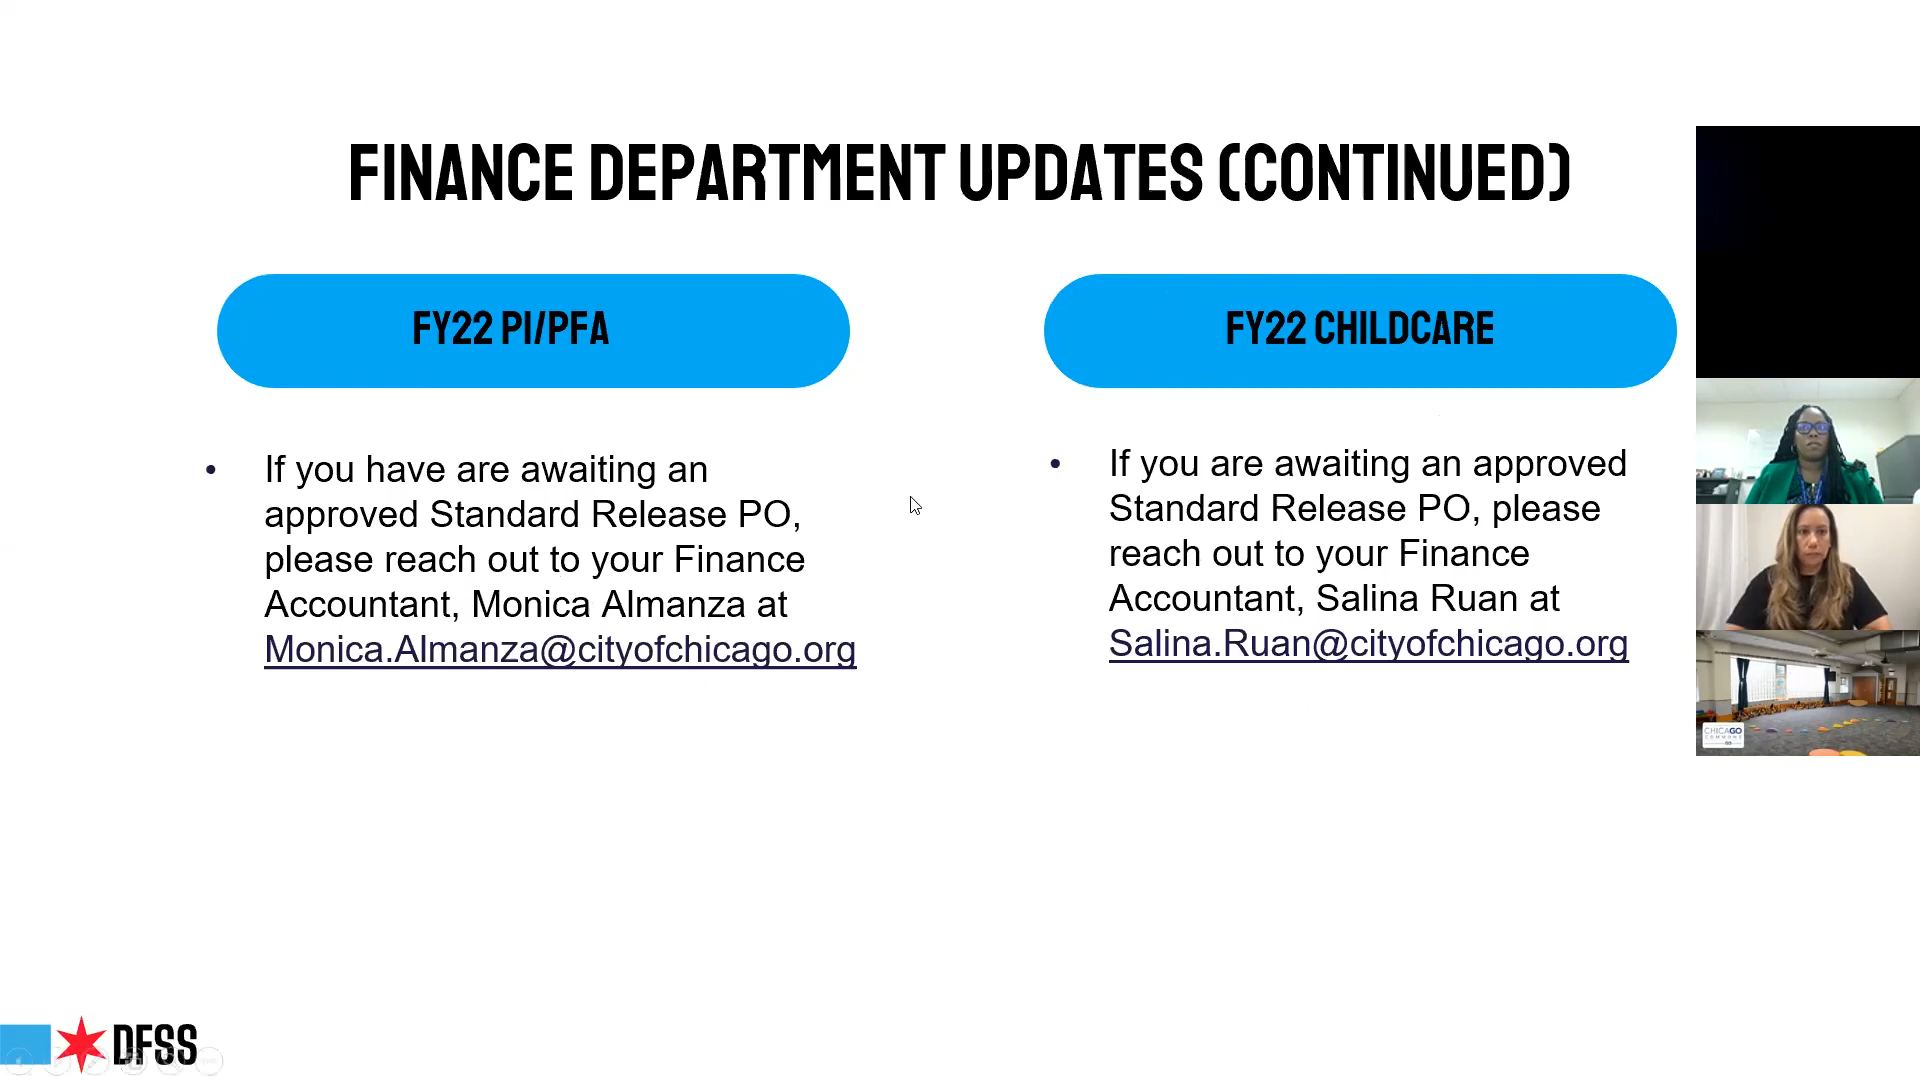 FINANCE DEPARTMENT UPDATES (CONTINUED)
FY22 PI/PFA
• If you have are awaiting an
approved Standard Release PO,
please reach out to your Finance
Accountant, Monica Almanza at
Monica.Almanza@cityofchicago.org
FY22 CHILDCARE
• If you are awaiting an approved
Standard Release PO, please
reach out to your Finance
Accountant, Salina Ruan at
Salina.Ruan@cityofchicago.org
CHICAGO
COMMONS
DFSS